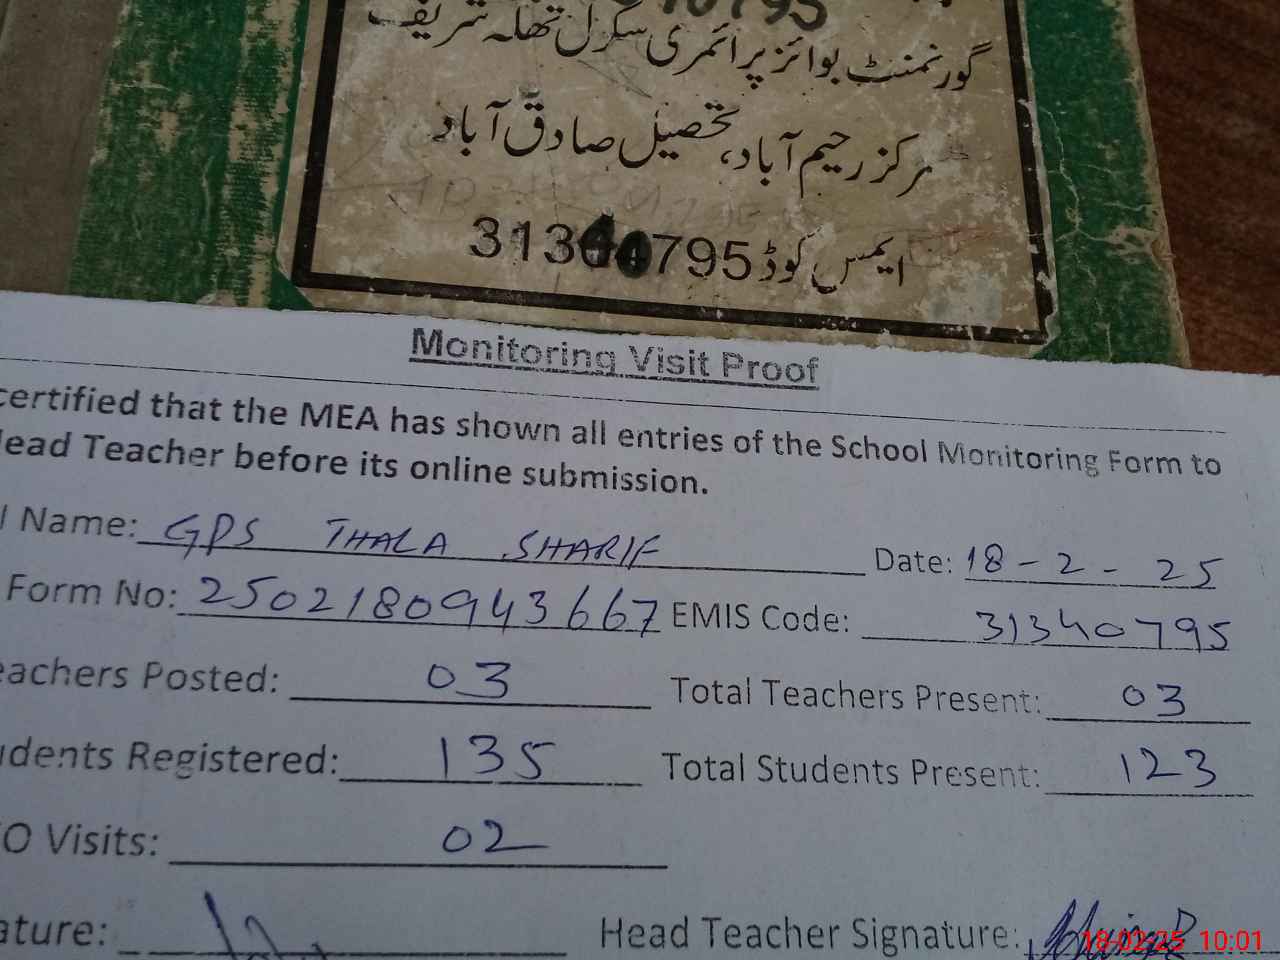 گورنمنٹ بوائز پرائمری سکول تھلہ شریف
مرکز رحیم آباد، تحصیل صادق آباد
ایمس کوڈ 31340795
Monitoring Visit Proof
certified that the MEA has shown all entries of the School Monitoring Form to
Head Teacher before its online submission.
Name: GPS THALA SHARIF Date: 18-2-25
Form No: 2502180943667 EMIS Code: 31340795
eachers Posted: 03 Total Teachers Present: 03
udents Registered: 135 Total Students Present: 123
O Visits: 02
ature: Head Teacher Signature:
18-02-25 10:01